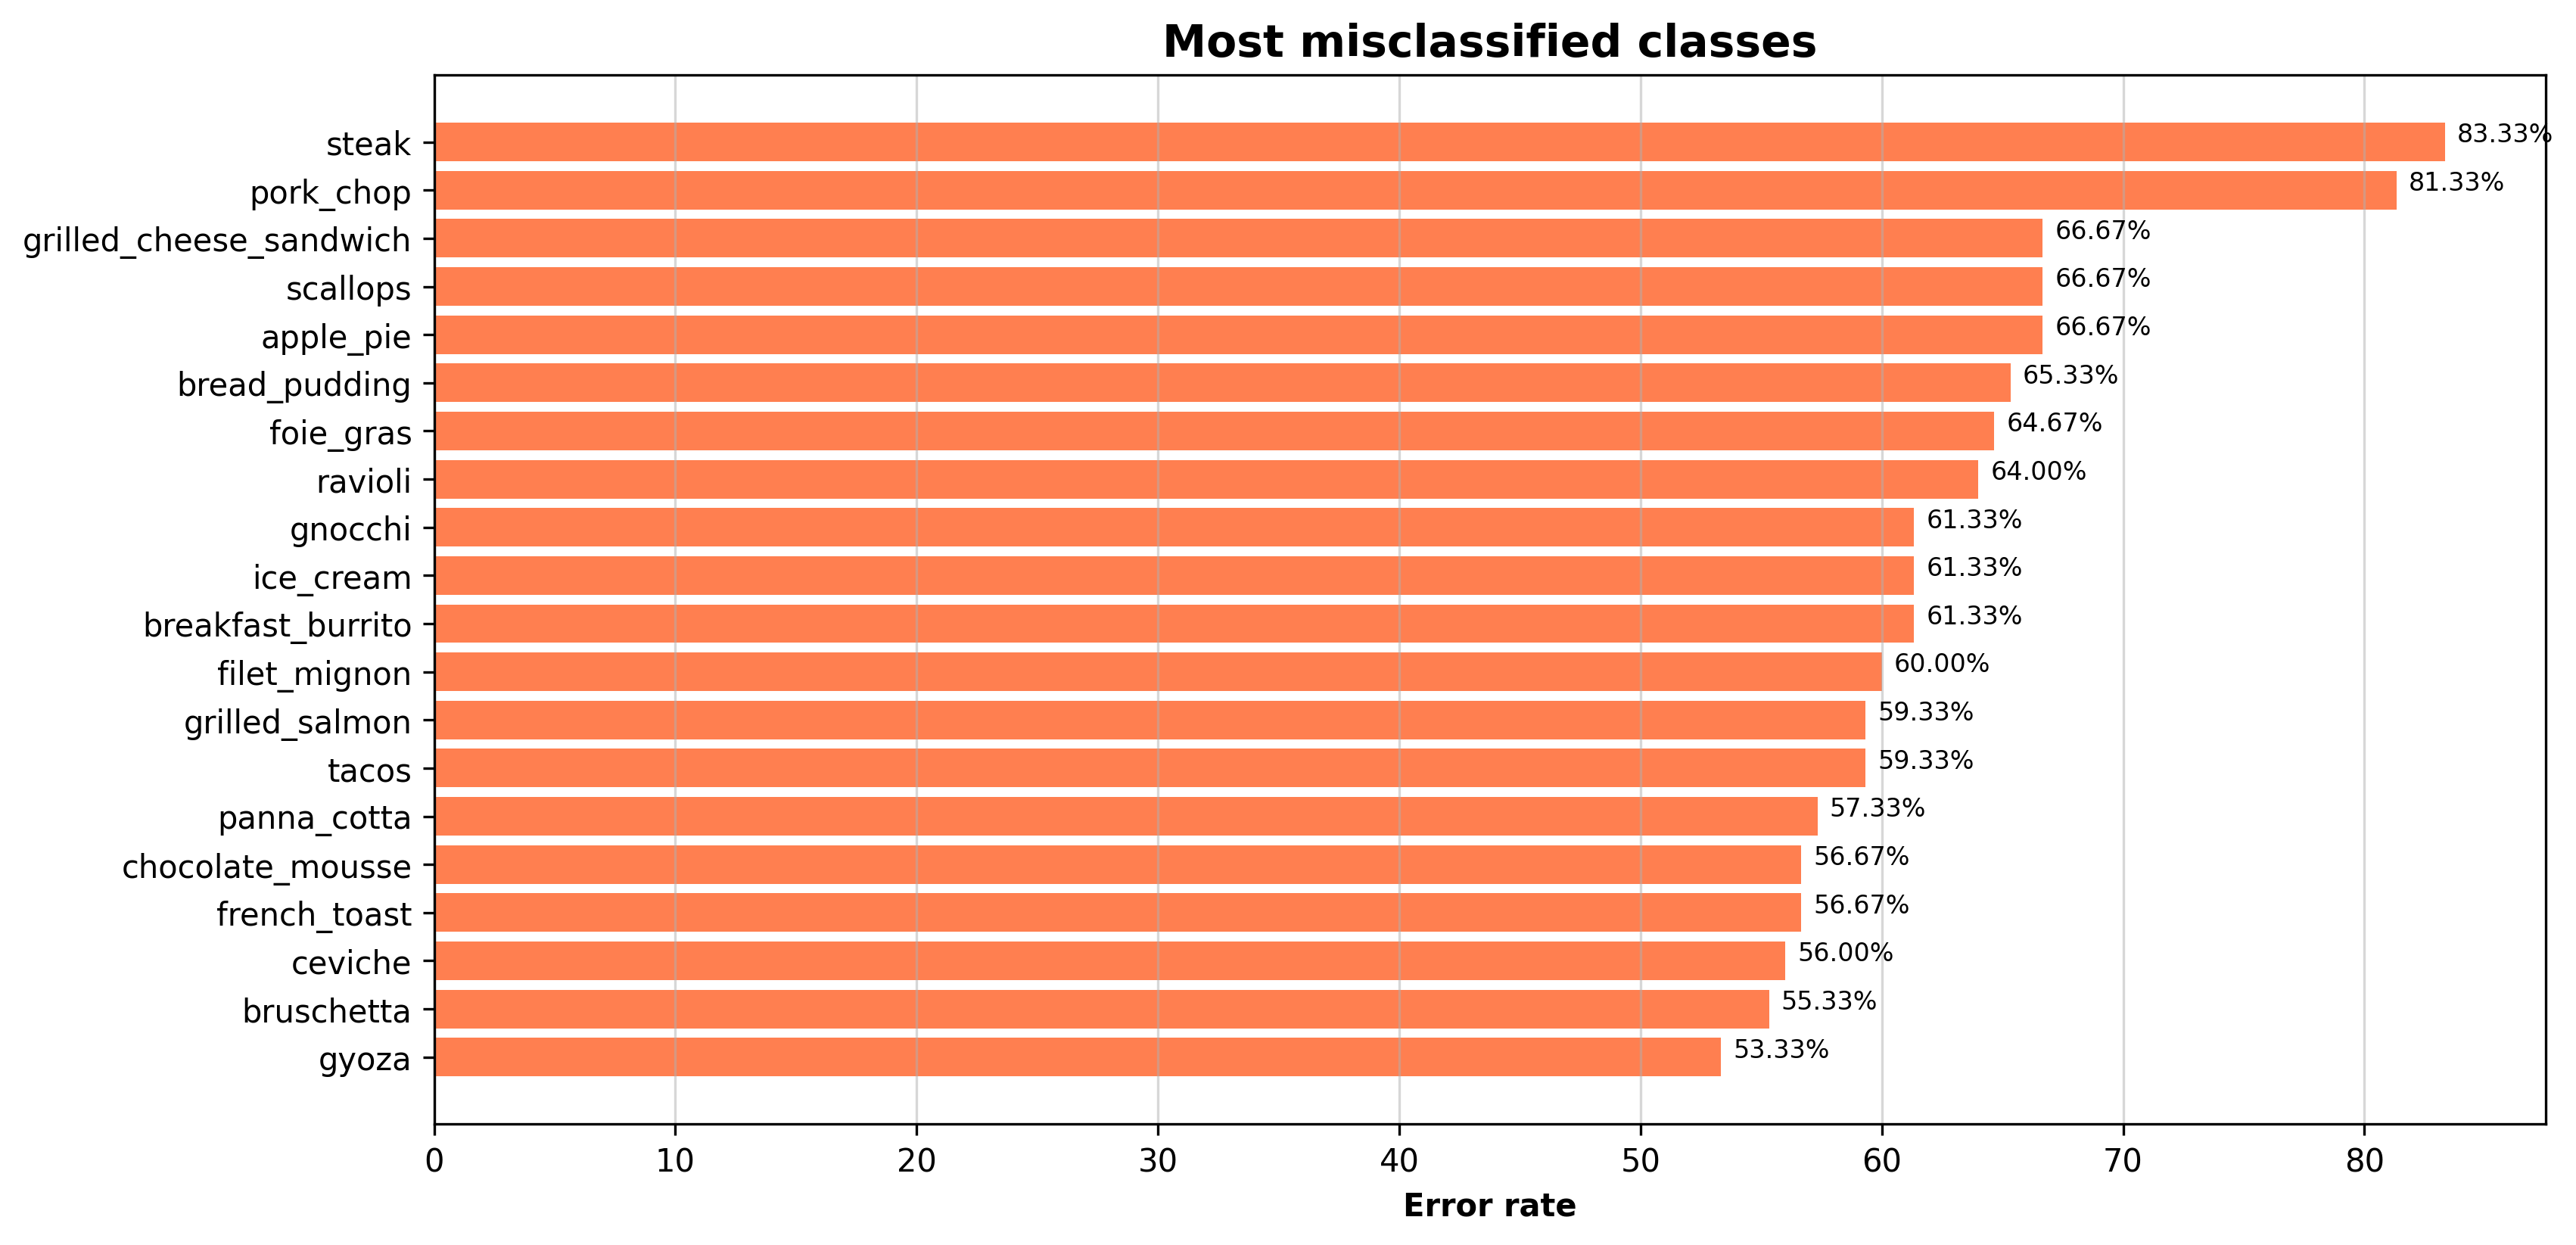 Most misclassified classes
steak 83.33%
pork_chop 81.33%
grilled_cheese_sandwich 66.67%
scallops 66.67%
apple_pie 66.67%
bread_pudding 65.33%
foie_gras 64.67%
ravioli 64.00%
gnocchi 61.33%
ice_cream 61.33%
breakfast_burrito 61.33%
filet_mignon 60.00%
grilled_salmon 59.33%
tacos 59.33%
panna_cotta 57.33%
chocolate_mousse 56.67%
french_toast 56.67%
ceviche 56.00%
bruschetta 55.33%
gyoza 53.33%
0 10 20 30 40 50 60 70 80
Error rate